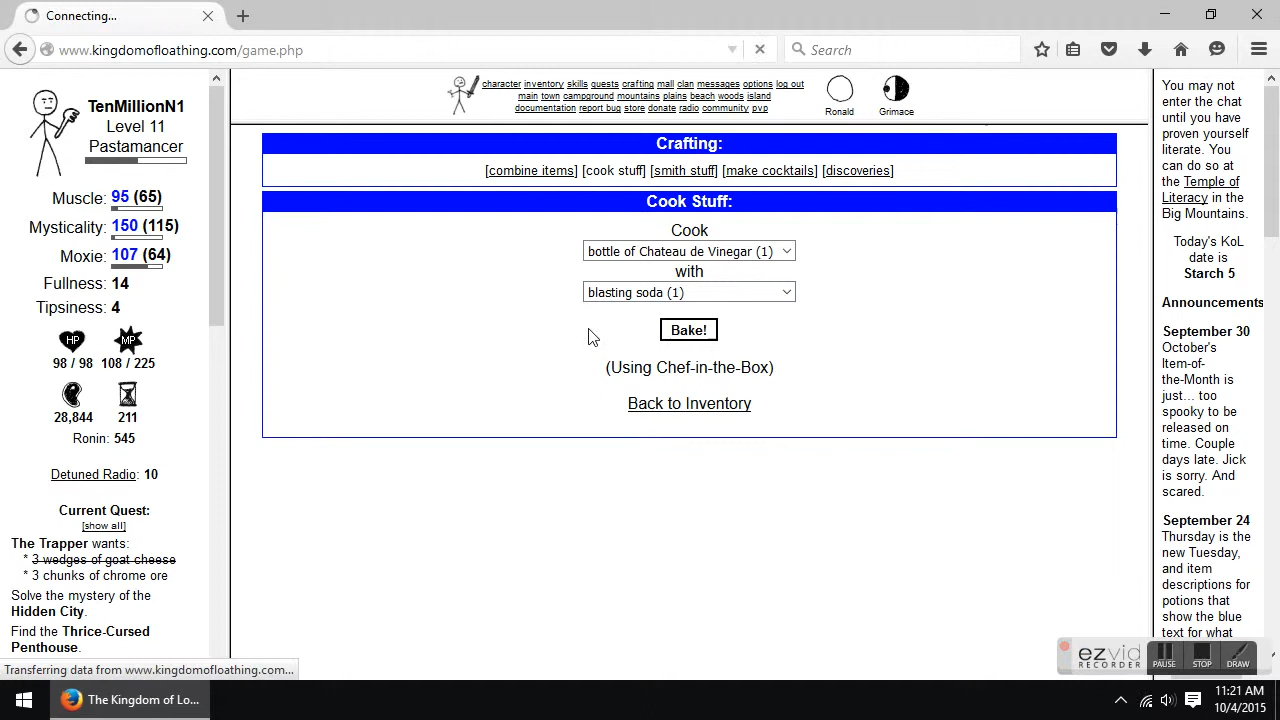 Connecting...
www.kingdomofloathing.com/game.php
Search
TenMillionN1
Level 11
Pastamancer
Muscle: 95 (65)
Mysticality: 150 (115)
Moxie: 107 (64)
Fullness: 14
Tipsiness: 4
HP
MP
98 / 98 108 / 225
28,844 211
Ronin: 545
Detuned Radio: 10
Current Quest:
[show all]
The Trapper wants:
* 3 wedges of goat cheese
* 3 chunks of chrome ore
Solve the mystery of the
Hidden City.
Find the Thrice-Cursed
Penthouse.
Transferring data from www.kingdomofloathing.com...
character inventory skills quests crafting mall clan messages options log out
main town campground mountains plains beach woods island
documentation report bug store donate radio community pvp
Ronald
Grimace
Crafting:
[combine items] [cook stuff] [smith stuff] [make cocktails] [discoveries]
Cook Stuff:
Cook
bottle of Chateau de Vinegar (1)
with
blasting soda (1)
Bake!
(Using Chef-in-the-Box)
Back to Inventory
You may not
enter the chat
until you have
proven yourself
literate. You
can do so at
the Temple of
Literacy in the
Big Mountains.
Today's KoL
date is
Starch 5
Announcements
September 30
October's
Item-of-
the-Month is
just... too
spooky to be
released on
time. Couple
days late. Jick
is sorry. And
scared.
September 24
Thursday is the
new Tuesday,
and item
descriptions for
potions that
show the blue
text for what
ezvid
RECORDER
PAUSE
STOP
DRAW
The Kingdom of Lo...
11:21 AM
10/4/2015